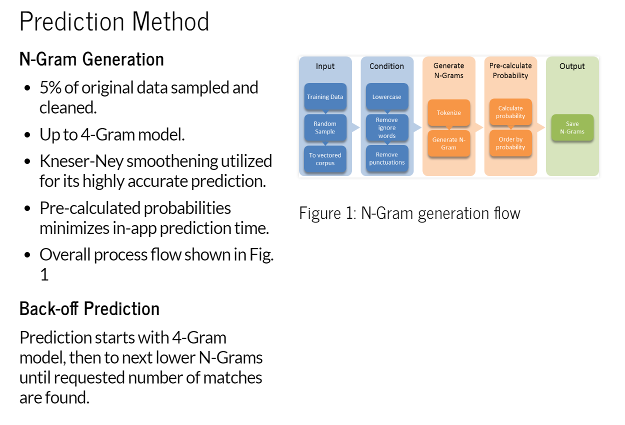 Prediction Method
N-Gram Generation
• 5% of original data sampled and
cleaned.
• Up to 4-Gram model.
• Kneser-Ney smoothening utilized
for its highly accurate prediction.
• Pre-calculated probabilities
minimizes in-app prediction time.
• Overall process flow shown in Fig.
1
Back-off Prediction
Prediction starts with 4-Gram
model, then to next lower N-Grams
until requested number of matches
are found.
Input
Training Data
Random
Sample
To vectored
corpus
Condition
Lowercase
Remove
ignore
words
Remove
punctuations
Generate
N-Grams
Tokenize
Generate N-
Gram
Pre-calculate
Probability
Calculate
probability
Order by
probability
Output
Save
N-Grams
Figure 1: N-Gram generation flow